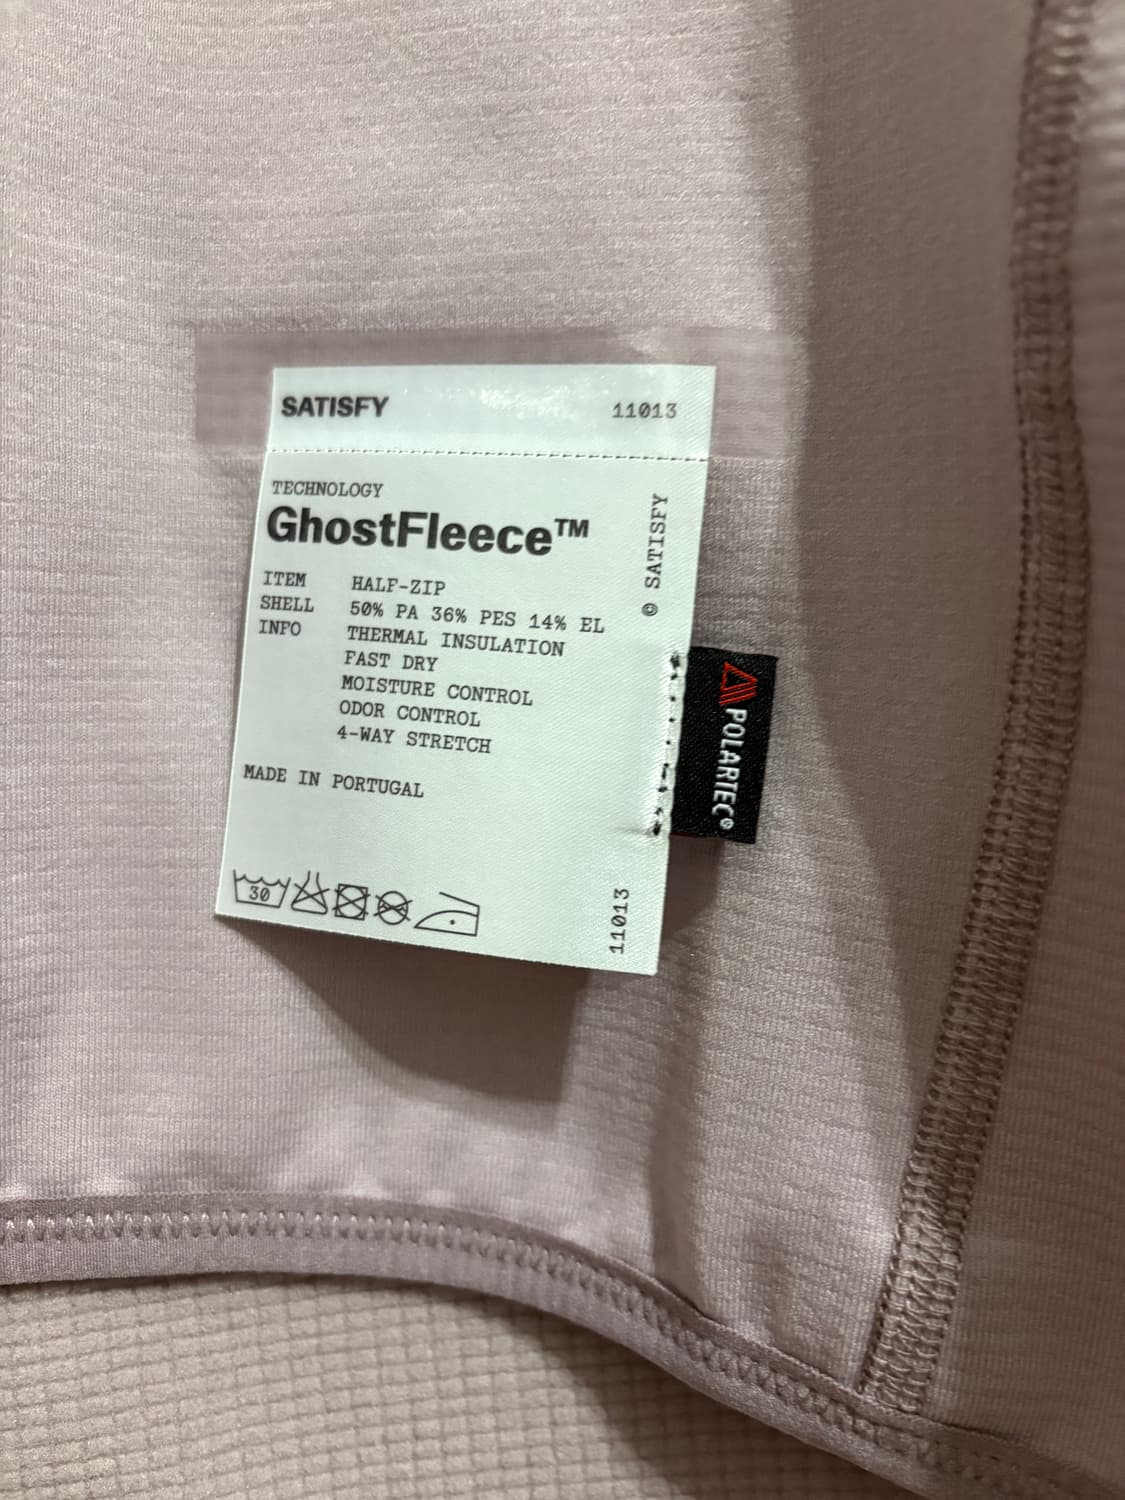 SATISFY 11013
TECHNOLOGY
GhostFleece™
ITEM HALF-ZIP
SHELL 50% PA 36% PES 14% EL
INFO THERMAL INSULATION
FAST DRY
MOISTURE CONTROL
ODOR CONTROL
4-WAY STRETCH
MADE IN PORTUGAL
30
© SATISFY
11013
POLARTEC®